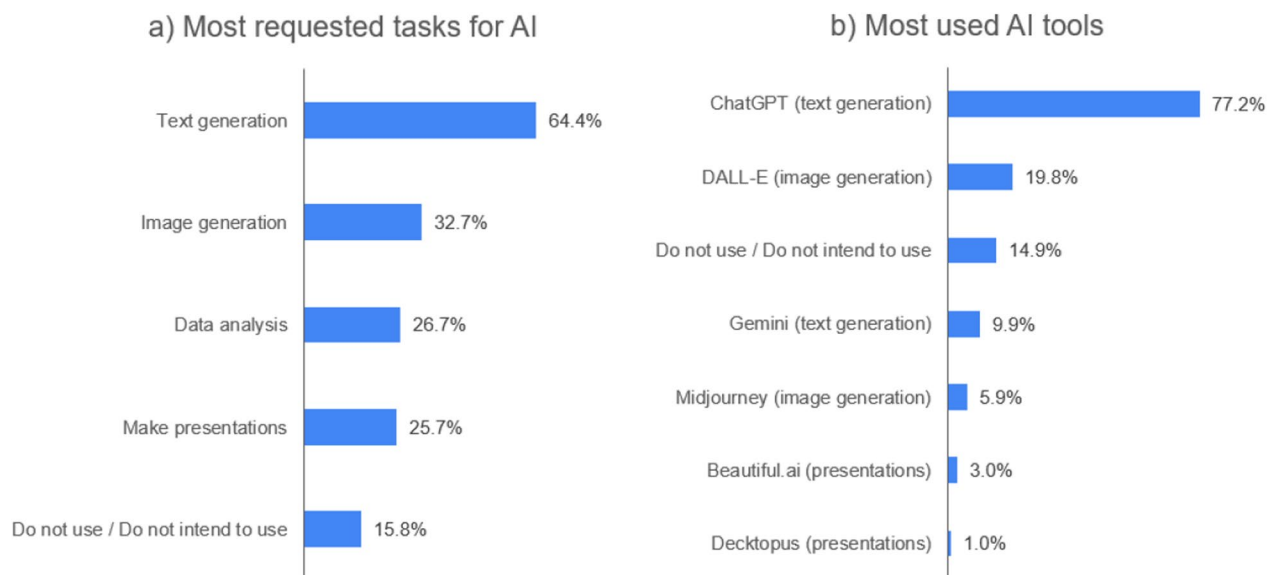 a) Most requested tasks for AI
Text generation 64.4%
Image generation 32.7%
Data analysis 26.7%
Make presentations 25.7%
Do not use / Do not intend to use 15.8%
b) Most used AI tools
ChatGPT (text generation) 77.2%
DALL-E (image generation) 19.8%
Do not use / Do not intend to use 14.9%
Gemini (text generation) 9.9%
Midjourney (image generation) 5.9%
Beautiful.ai (presentations) 3.0%
Decktopus (presentations) 1.0%